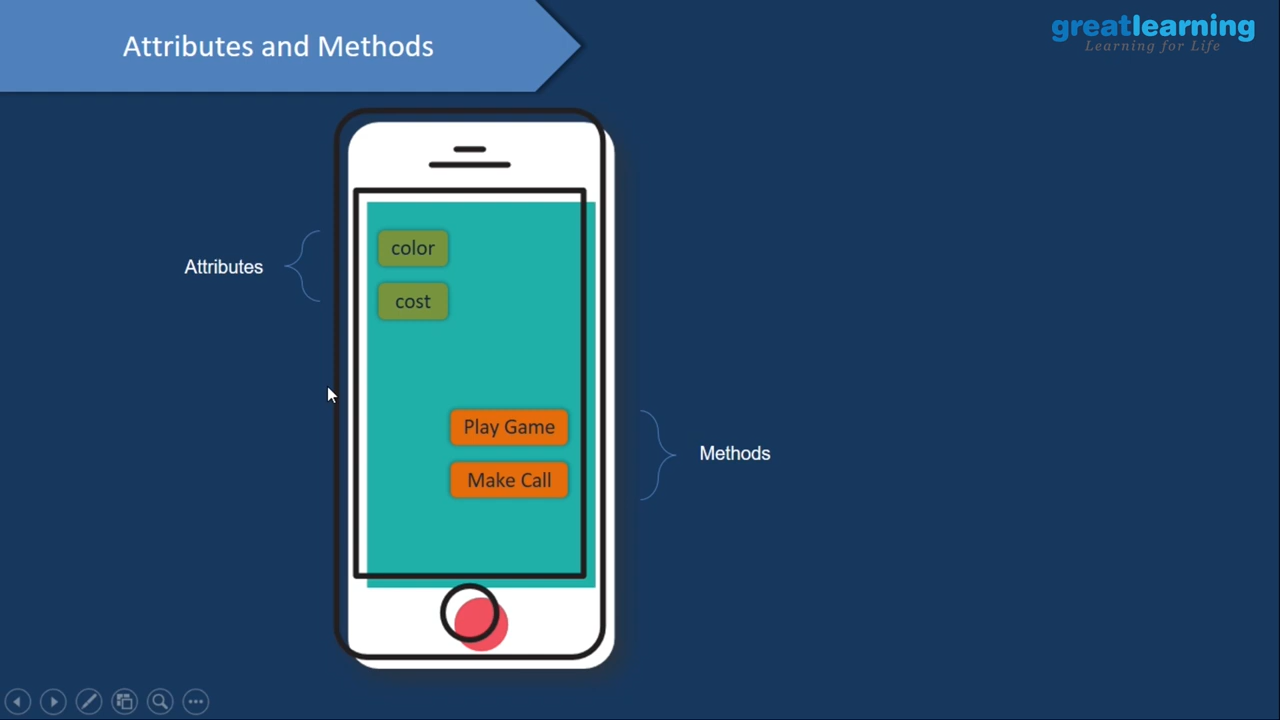 Attributes and Methods
greatlearning
Learning for Life
color
Attributes
cost
Play Game
Methods
Make Call